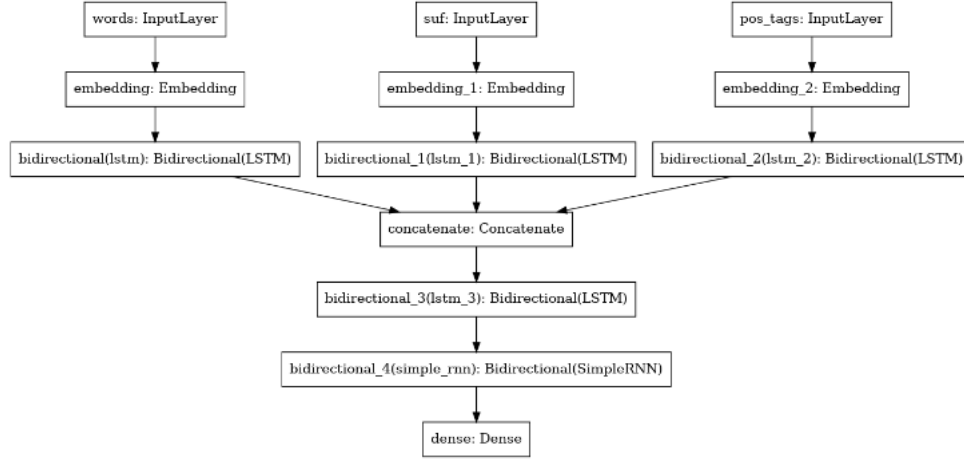 words: InputLayer
suf: InputLayer
pos_tags: InputLayer
embedding: Embedding
embedding_1: Embedding
embedding_2: Embedding
bidirectional(lstm): Bidirectional(LSTM)
bidirectional_1(lstm_1): Bidirectional(LSTM)
bidirectional_2(lstm_2): Bidirectional(LSTM)
concatenate: Concatenate
bidirectional_3(lstm_3): Bidirectional(LSTM)
bidirectional_4(simple_rnn): Bidirectional(SimpleRNN)
dense: Dense